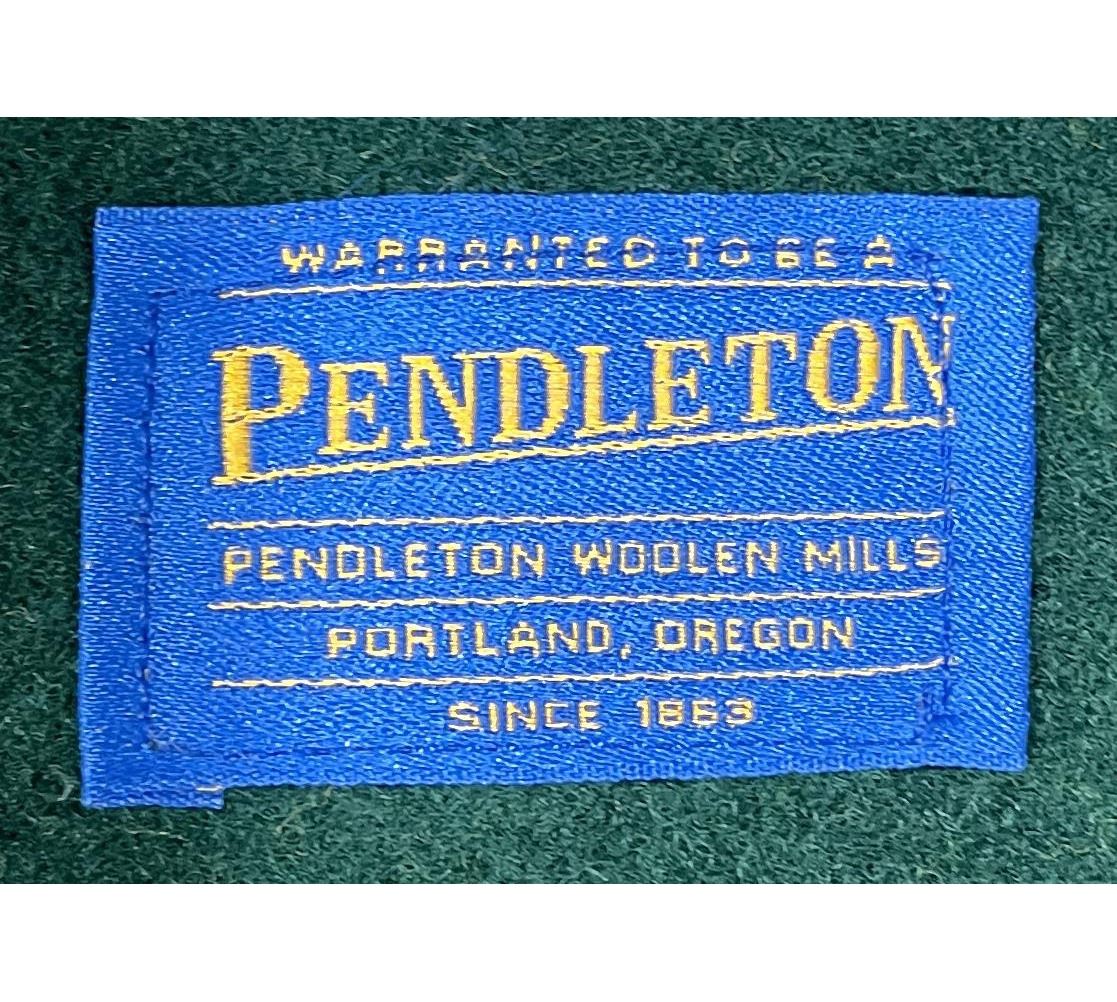 WARRANTED TO BE A
PENDLETON
PENDLETON WOOLEN MILLS
PORTLAND, OREGON
SINCE 1863